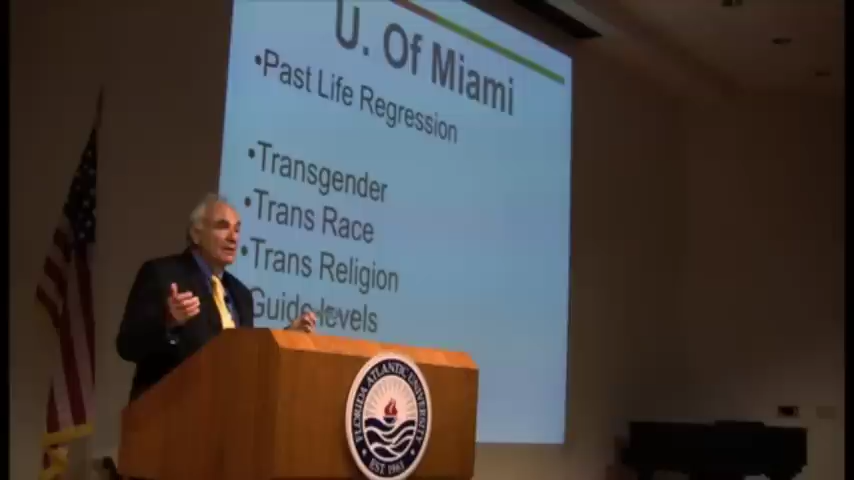 U. Of Miami
•Past Life Regression
•Transgender
•Trans Race
•Trans Religion
Guide levels
FLORIDA ATLANTIC UNIVERSITY
EST. 1961